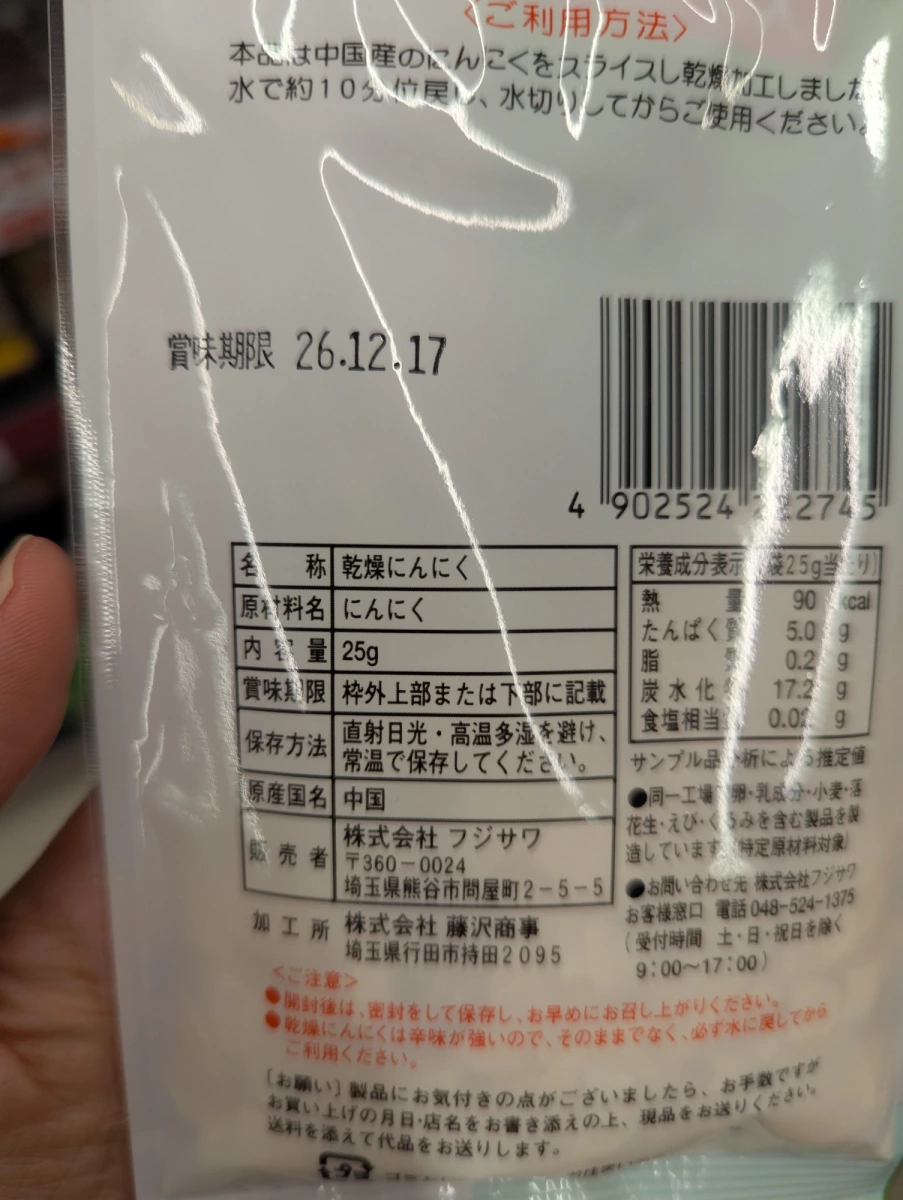 〈ご利用方法〉
本品は中国産のにんにくをスライスし乾燥加工しました
水で約10分位戻し、水切りしてからご使用ください。
賞味期限 26.12.17
4 902524 745
名称 乾燥にんにく
原材料名 にんにく
内容量 25g
賞味期限 枠外上部または下部に記載
保存方法 直射日光・高温多湿を避け、
常温で保存してください。
原産国名 中国
販売者 株式会社 フジサワ
〒360-0024
埼玉県熊谷市問屋町2-5-5
加工所 株式会社 藤沢商事
埼玉県行田市持田2095
栄養成分表示 袋25g当たり)
熱量 90 kcal
たんぱく質 5.0 g
脂質 0.2 g
炭水化 17.2 g
食塩相当 0.02 g
サンプル品分析による推定値
●同一工場 卵・乳成分・小麦・落
花生・えび・くるみを含む製品を製
造しています 特定原材料対象)
●お問い合わせ先 株式会社フジサワ
お客様窓口 電話048-524-1375
(受付時間 土・日・祝日を除く
9:00～17:00)
〈ご注意〉
●開封後は、密封をして保存し、お早めにお召し上がりください。
●乾燥にんにくは辛味が強いので、そのままでなく、必ず水に戻してから
ご利用ください。
〔お願い〕製品にお気付きの点がございましたら、お手数ですが
お買い上げの月日・店名をお書き添えの上、現品をお送りください。
送料を添えて代品をお送りします。